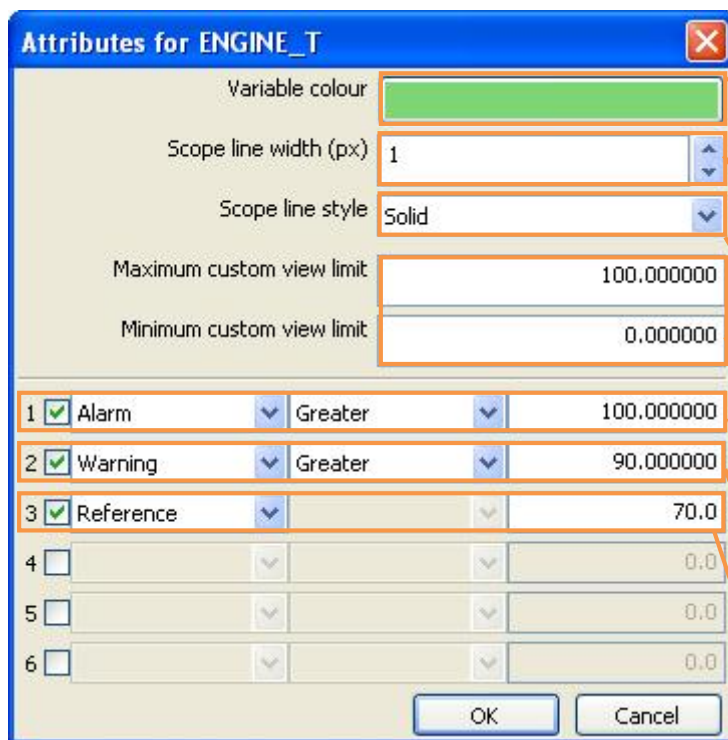 Attributes for ENGINE_T
Variable colour
Scope line width (px) 1
Scope line style Solid
Maximum custom view limit 100.000000
Minimum custom view limit 0.000000
1 Alarm Greater 100.000000
2 Warning Greater 90.000000
3 Reference 70.0
4 0.0
5 0.0
6 0.0
OK Cancel